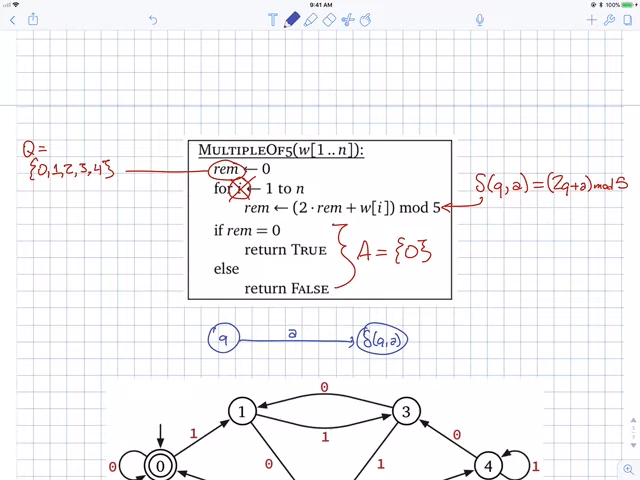 9:41 AM
100%
T
Q=
{0,1,2,3,4}
MULTIPLEOF5(w[1 .. n]):
rem ← 0
for i ← 1 to n
rem ← (2 · rem + w[i]) mod 5
if rem = 0
return TRUE
else
return FALSE
δ(q,a)=(2q+a) mod 5
A={0}
q
a
δ(q,a)
0
1
3
1
1
0
0
1
0
0
4
1